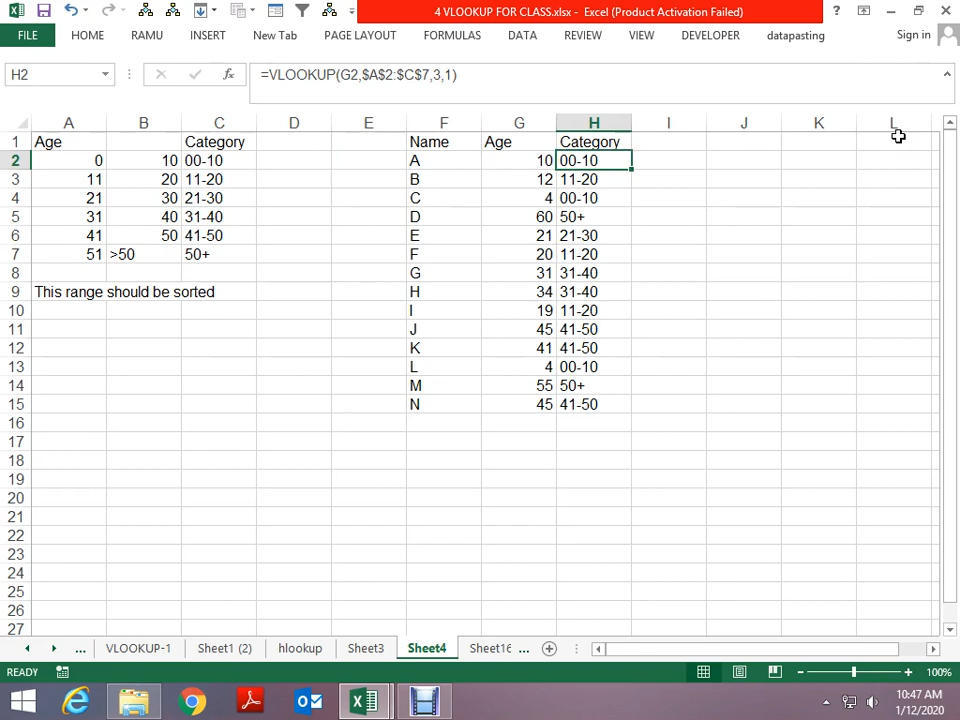 4 VLOOKUP FOR CLASS.xlsx - Excel (Product Activation Failed)
?
FILE HOME RAMU INSERT New Tab PAGE LAYOUT FORMULAS DATA REVIEW VIEW DEVELOPER datapasting Sign in
H2 fx =VLOOKUP(G2,$A$2:$C$7,3,1)
A B C D E F G H I J K L
1 Age Category Name Age Category
2 0 10 00-10 A 10 00-10
3 11 20 11-20 B 12 11-20
4 21 30 21-30 C 4 00-10
5 31 40 31-40 D 60 50+
6 41 50 41-50 E 21 21-30
7 51 >50 50+ F 20 11-20
8 G 31 31-40
9 This range should be sorted H 34 31-40
10 I 19 11-20
11 J 45 41-50
12 K 41 41-50
13 L 4 00-10
14 M 55 50+
15 N 45 41-50
16
17
18
19
20
21
22
23
24
25
26
27
... VLOOKUP-1 Sheet1 (2) hlookup Sheet3 Sheet4 Sheet16 ...
READY 100%
10:47 AM
1/12/2020